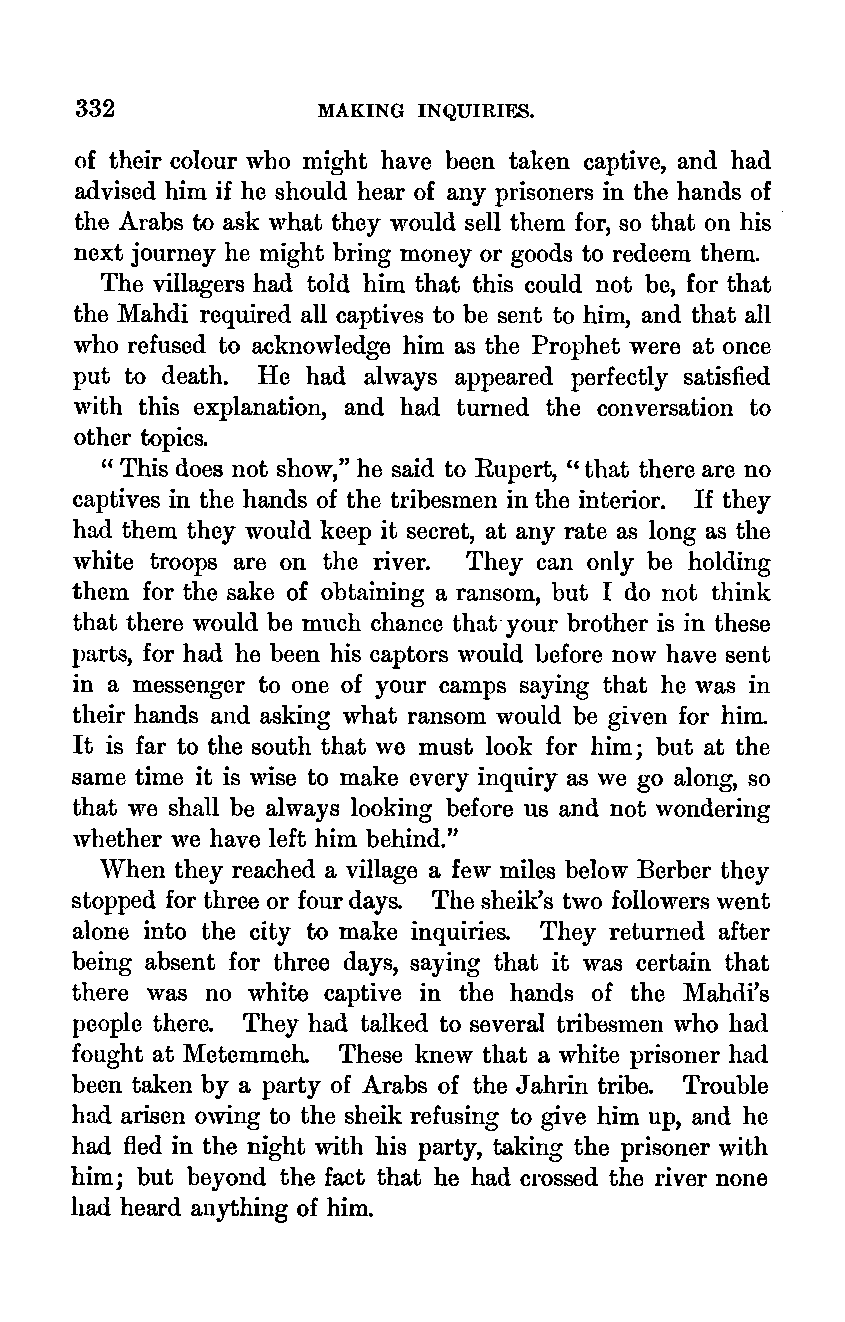 332 MAKING INQUIRIES.
of their colour who might have been taken captive, and had
advised him if he should hear of any prisoners in the hands of
the Arabs to ask what they would sell them for, so that on his
next journey he might bring money or goods to redeem them.
The villagers had told him that this could not be, for that
the Mahdi required all captives to be sent to him, and that all
who refused to acknowledge him as the Prophet were at once
put to death. He had always appeared perfectly satisfied
with this explanation, and had turned the conversation to
other topics.
“This does not show,” he said to Rupert, “that there are no
captives in the hands of the tribesmen in the interior. If they
had them they would keep it secret, at any rate as long as the
white troops are on the river. They can only be holding
them for the sake of obtaining a ransom, but I do not think
that there would be much chance that your brother is in these
parts, for had he been his captors would before now have sent
in a messenger to one of your camps saying that he was in
their hands and asking what ransom would be given for him.
It is far to the south that we must look for him; but at the
same time it is wise to make every inquiry as we go along, so
that we shall be always looking before us and not wondering
whether we have left him behind.”
When they reached a village a few miles below Berber they
stopped for three or four days. The sheik’s two followers went
alone into the city to make inquiries. They returned after
being absent for three days, saying that it was certain that
there was no white captive in the hands of the Mahdi’s
people there. They had talked to several tribesmen who had
fought at Metemmeh. These knew that a white prisoner had
been taken by a party of Arabs of the Jahrin tribe. Trouble
had arisen owing to the sheik refusing to give him up, and he
had fled in the night with his party, taking the prisoner with
him; but beyond the fact that he had crossed the river none
had heard anything of him.